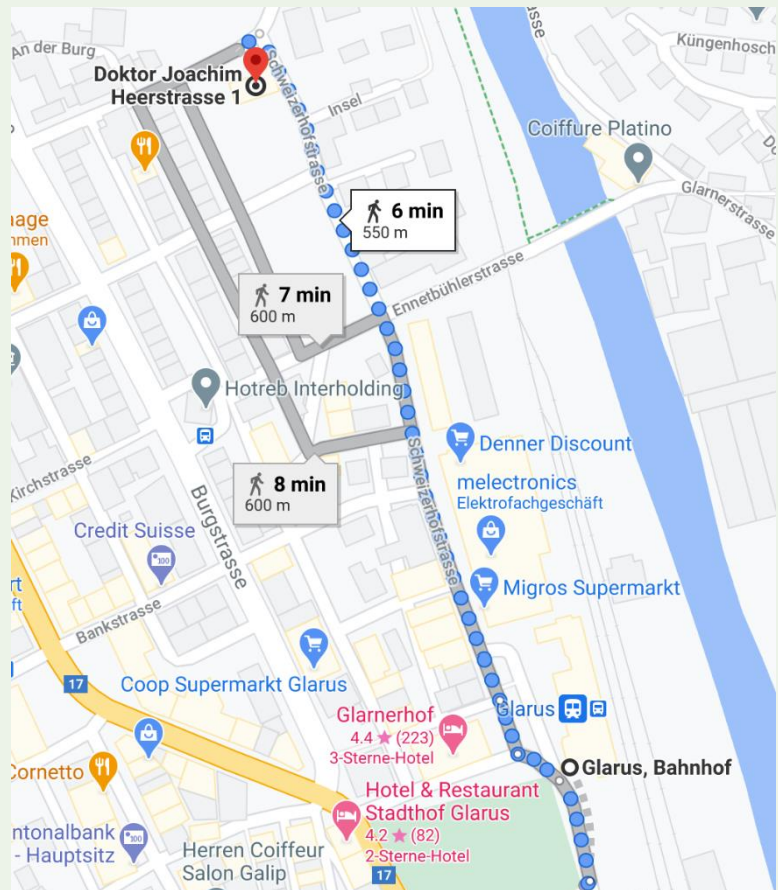 An der Burg
Doktor Joachim
Heerstrasse 1
Schweizerhofstrasse
Insel
Küngenhosch
Coiffure Platino
Glarnerstrasse
6 min
550 m
7 min
600 m
Ennetbühlerstrasse
Hotreb Interholding
Denner Discount
melectronics
Elektrofachgeschäft
8 min
600 m
Kirchstrasse
Burgstrasse
Schweizerhofstrasse
Credit Suisse
Migros Supermarkt
Bankstrasse
17
Coop Supermarkt Glarus
Glarus
Glarnerhof
4.4 ★ (223)
3-Sterne-Hotel
Glarus, Bahnhof
Cornetto
Hotel & Restaurant
Stadthof Glarus
4.2 ★ (82)
2-Sterne-Hotel
ntonalbank
- Hauptsitz
Herren Coiffeur
Salon Galip
17